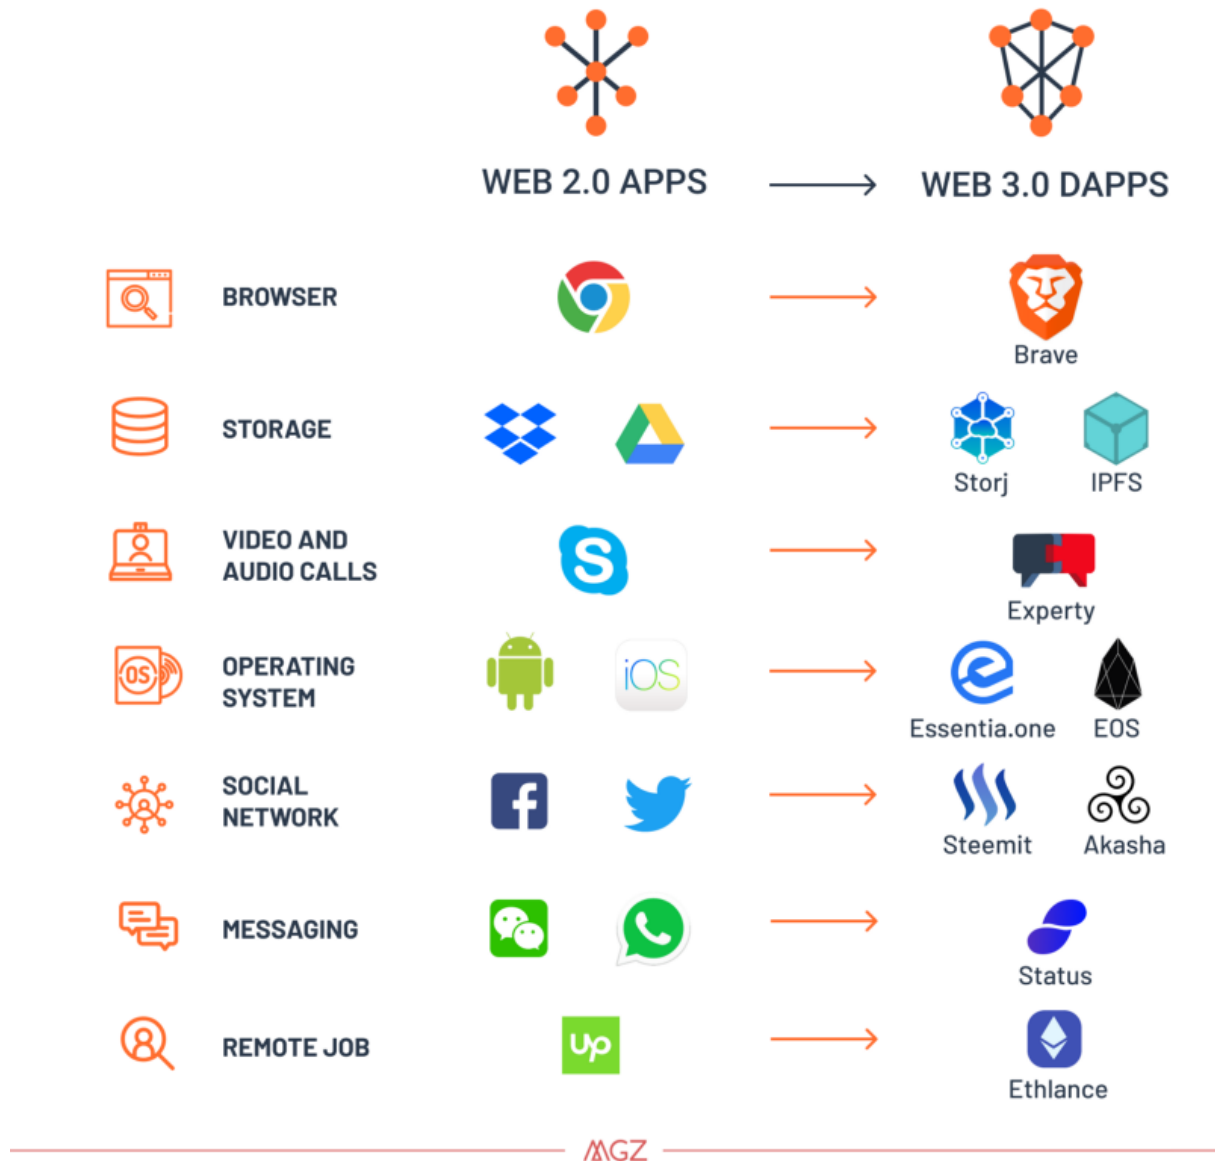 WEB 2.0 APPS
WEB 3.0 DAPPS
BROWSER
Brave
STORAGE
Storj
IPFS
VIDEO AND
AUDIO CALLS
S
Experty
OS
OPERATING
SYSTEM
iOS
Essentia.one
EOS
SOCIAL
NETWORK
f
Steemit
Akasha
MESSAGING
Status
REMOTE JOB
up
Ethlance
MGZ